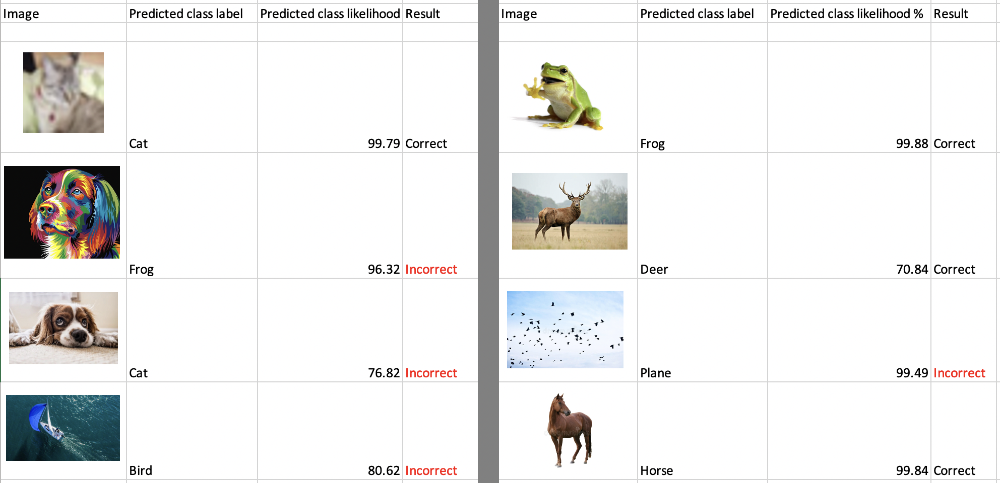 Image Predicted class label Predicted class likelihood Result
Cat 99.79 Correct
Frog 96.32 Incorrect
Cat 76.82 Incorrect
Bird 80.62 Incorrect
Image Predicted class label Predicted class likelihood % Result
Frog 99.88 Correct
Deer 70.84 Correct
Plane 99.49 Incorrect
Horse 99.84 Correct